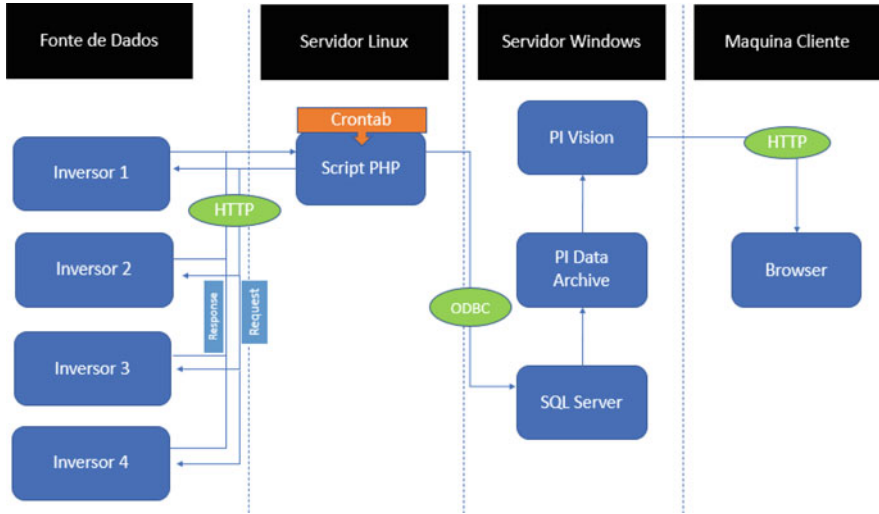 Fonte de Dados
Servidor Linux
Servidor Windows
Maquina Cliente
Crontab
Script PHP
PI Vision
HTTP
Inversor 1
HTTP
Inversor 2
PI Data
Archive
Browser
Response
Request
ODBC
Inversor 3
SQL Server
Inversor 4